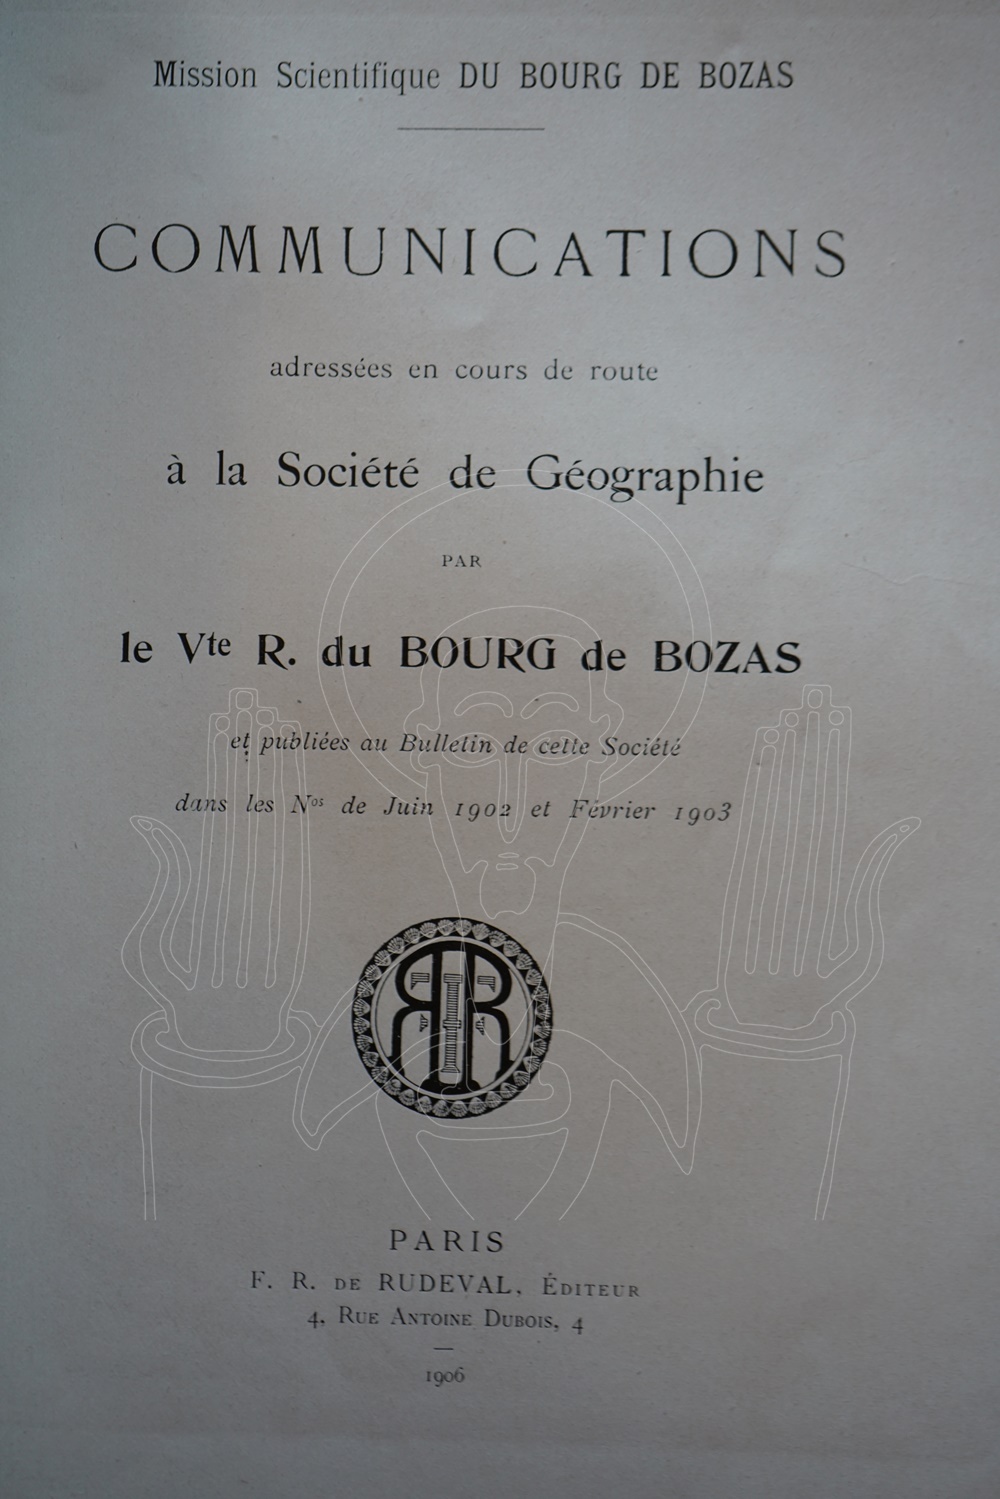 Mission Scientifique DU BOURG DE BOZAS
COMMUNICATIONS
adressées en cours de route
à la Société de Géographie
PAR
le Vte R. du BOURG de BOZAS
et publiées au Bulletin de cette Société
dans les Nos de Juin 1902 et Février 1903
PARIS
F. R. DE RUDEVAL, ÉDITEUR
4, RUE ANTOINE DUBOIS, 4
1906